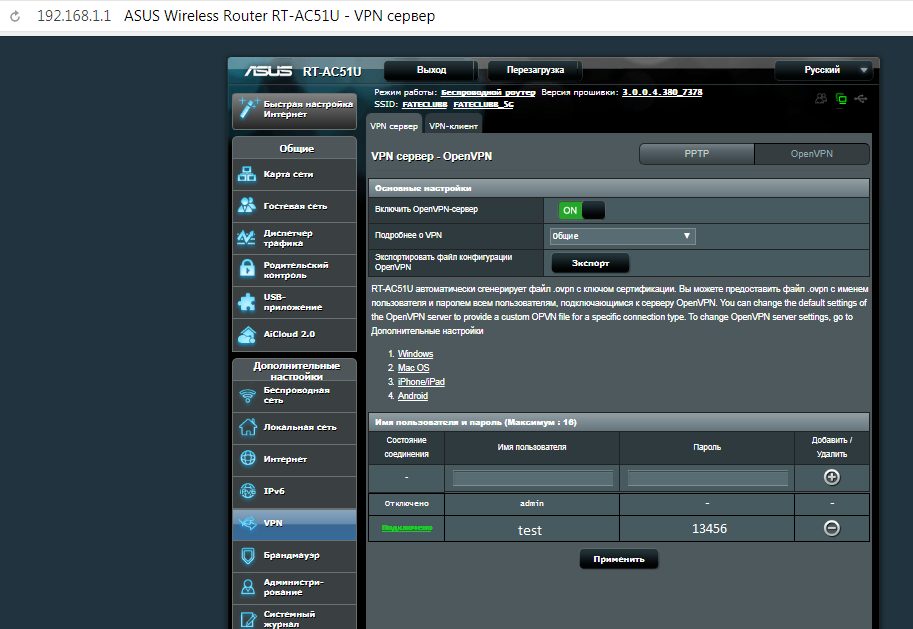 192.168.1.1 ASUS Wireless Router RT-AC51U - VPN сервер
ASUS RT-AC51U
Выход
Перезагрузка
Русский
Режим работы: Беспроводной роутер Версия прошивки: 3.0.0.4.380_7378
SSID: FATECLUBB FATECLUBB_5G
Быстрая настройка
Интернет
Общие
Карта сети
Гостевая сеть
Диспетчер
трафика
Родительский
контроль
USB-
приложение
AiCloud 2.0
Дополнительные
настройки
Беспроводная
сеть
Локальная сеть
Интернет
IPv6
VPN
Брандмауэр
Администри-
рование
Системный
журнал
VPN сервер
VPN-клиент
VPN сервер - OpenVPN
PPTP
OpenVPN
Основные настройки
Включить OpenVPN-сервер
ON
Подробнее о VPN
Общие
Экспортировать файл конфигурации
OpenVPN
Экспорт
RT-AC51U автоматически сгенерирует файл .ovpn с ключом сертификации. Вы можете предоставить файл .ovpn с именем
пользователя и паролем всем пользователям, подключающимся к серверу OpenVPN. You can change the default settings of
the OpenVPN server to provide a custom OPVN file for a specific connection type. To change OpenVPN server settings, go to
Дополнительные настройки
1. Windows
2. Mac OS
3. iPhone/iPad
4. Android
Имя пользователя и пароль (Максимум : 16)
Состояние
соединения
Имя пользователя
Пароль
Добавить /
Удалить
-
Отключено
admin
-
-
Подключено
test
13456
Применить